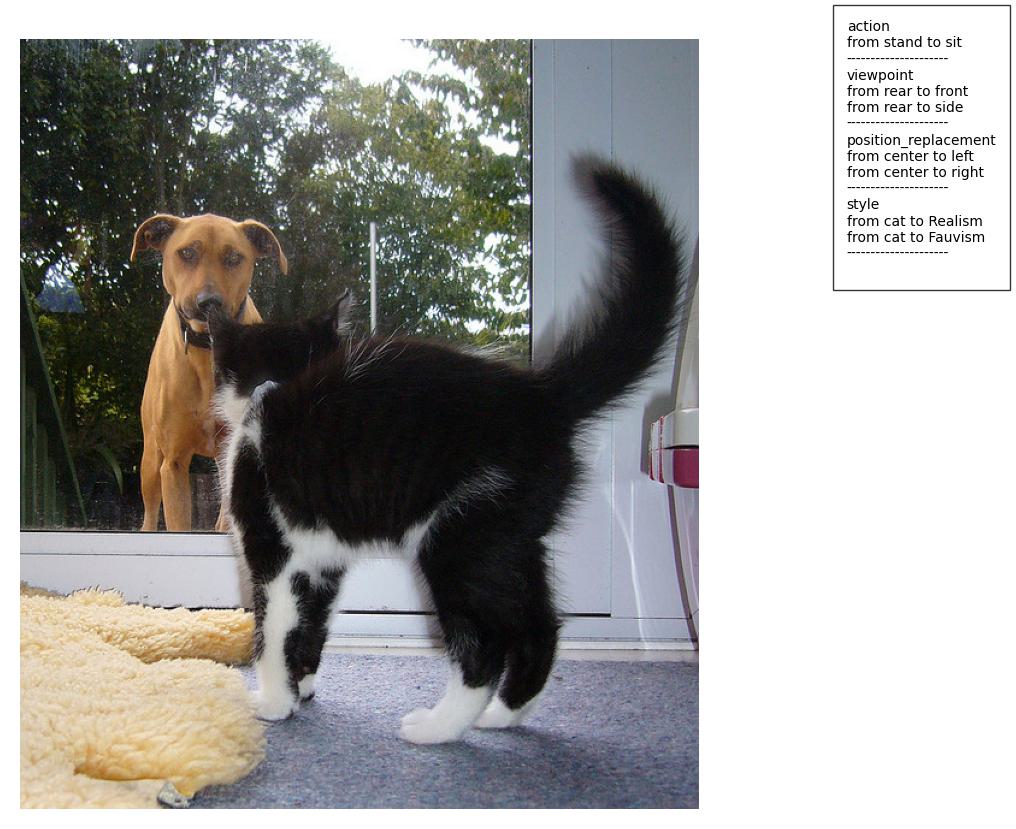 action
from stand to sit
---------------------
viewpoint
from rear to front
from rear to side
---------------------
position_replacement
from center to left
from center to right
---------------------
style
from cat to Realism
from cat to Fauvism
---------------------